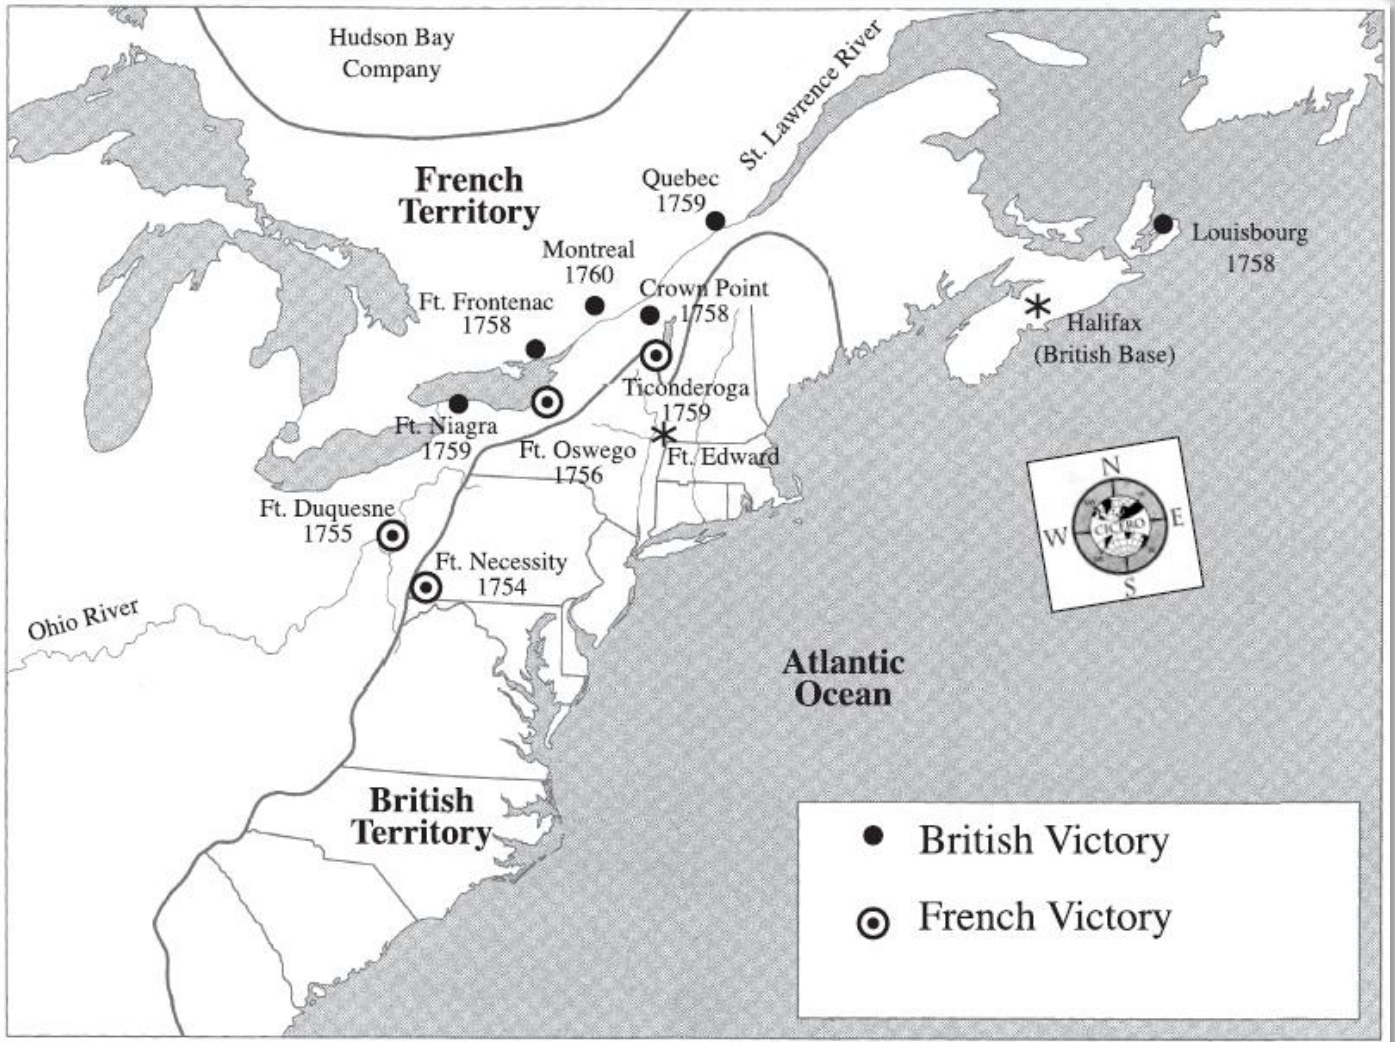 Hudson Bay
Company
St. Lawrence River
French
Territory
Quebec
1759
Louisbourg
1758
Montreal
1760
Crown Point
1758
Ft. Frontenac
1758
Halifax
(British Base)
Ticonderoga
1759
Ft. Niagra
1759
Ft. Oswego
1756
Ft. Edward
Ft. Duquesne
1755
Ft. Necessity
1754
Ohio River
N
W
E
S
CICERO
Atlantic
Ocean
British
Territory
British Victory
French Victory